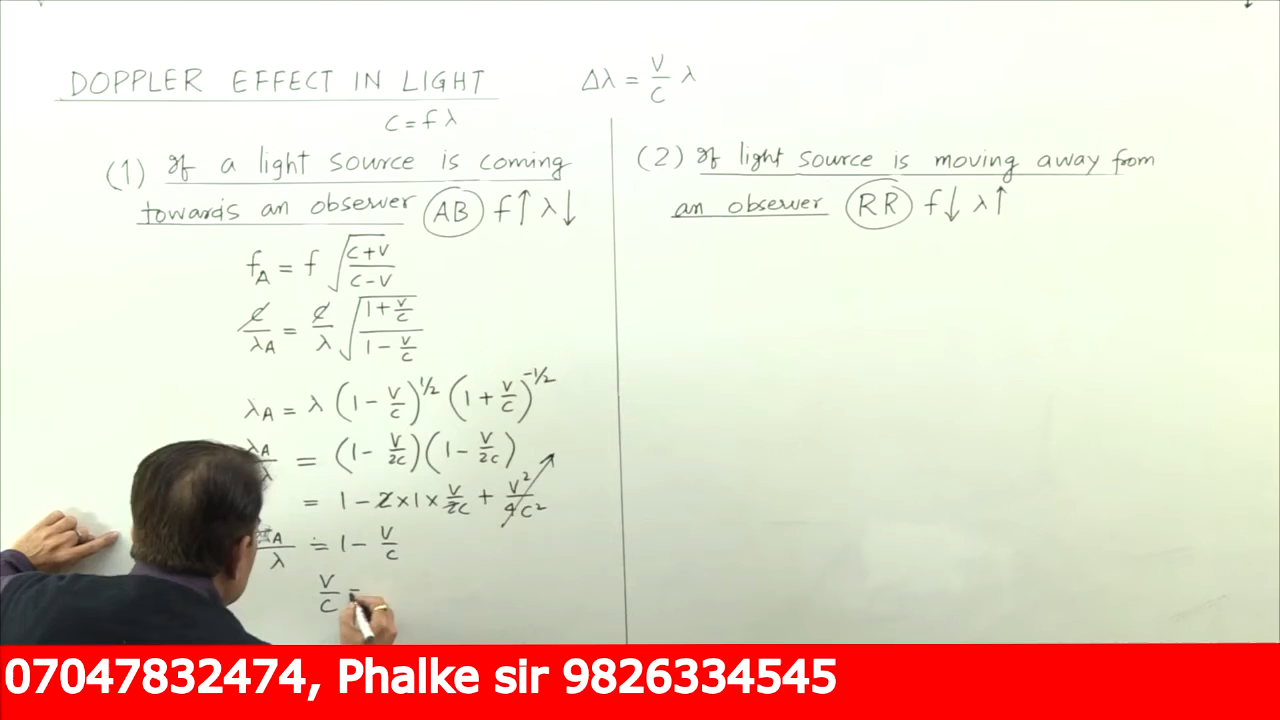 DOPPLER EFFECT IN LIGHT
Δλ = V/C λ
C = fλ
(1) If a light source is coming
towards an observer AB f↑ λ↓
f_A = f √(C+V / C-V)
C/λ_A = C/λ √(1+V/C / 1-V/C)
λ_A = λ (1 - V/C)^1/2 (1 + V/C)^-1/2
λ_A/λ = (1 - V/2C)(1 - V/2C)
= 1 - 2×1× V/2C + V²/4C²
λ_A/λ = 1 - V/C
V/C =
(2) If light source is moving away from
an observer RR f↓ λ↑
07047832474, Phalke sir 9826334545